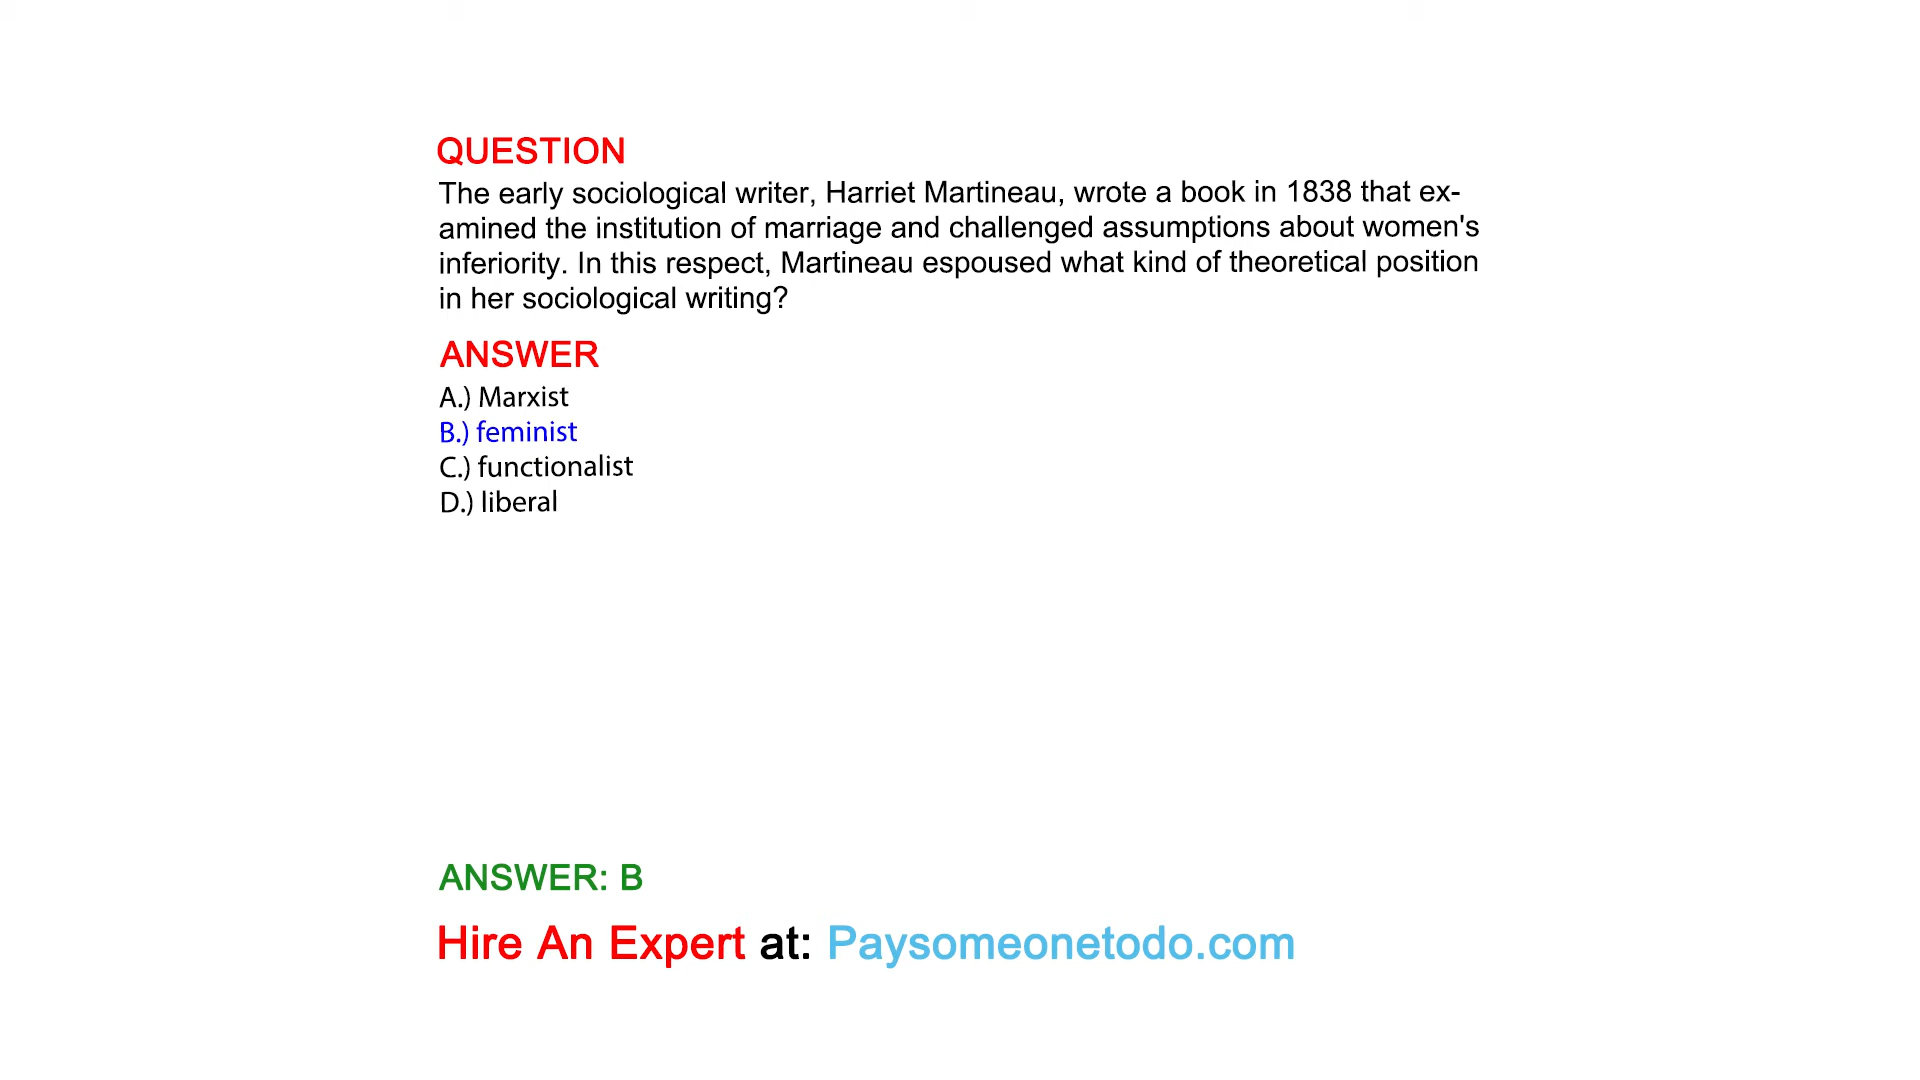 QUESTION
The early sociological writer, Harriet Martineau, wrote a book in 1838 that ex-
amined the institution of marriage and challenged assumptions about women's
inferiority. In this respect, Martineau espoused what kind of theoretical position
in her sociological writing?
ANSWER
A.) Marxist
B.) feminist
C.) functionalist
D.) liberal
ANSWER: B
Hire An Expert at: Paysomeonetodo.com